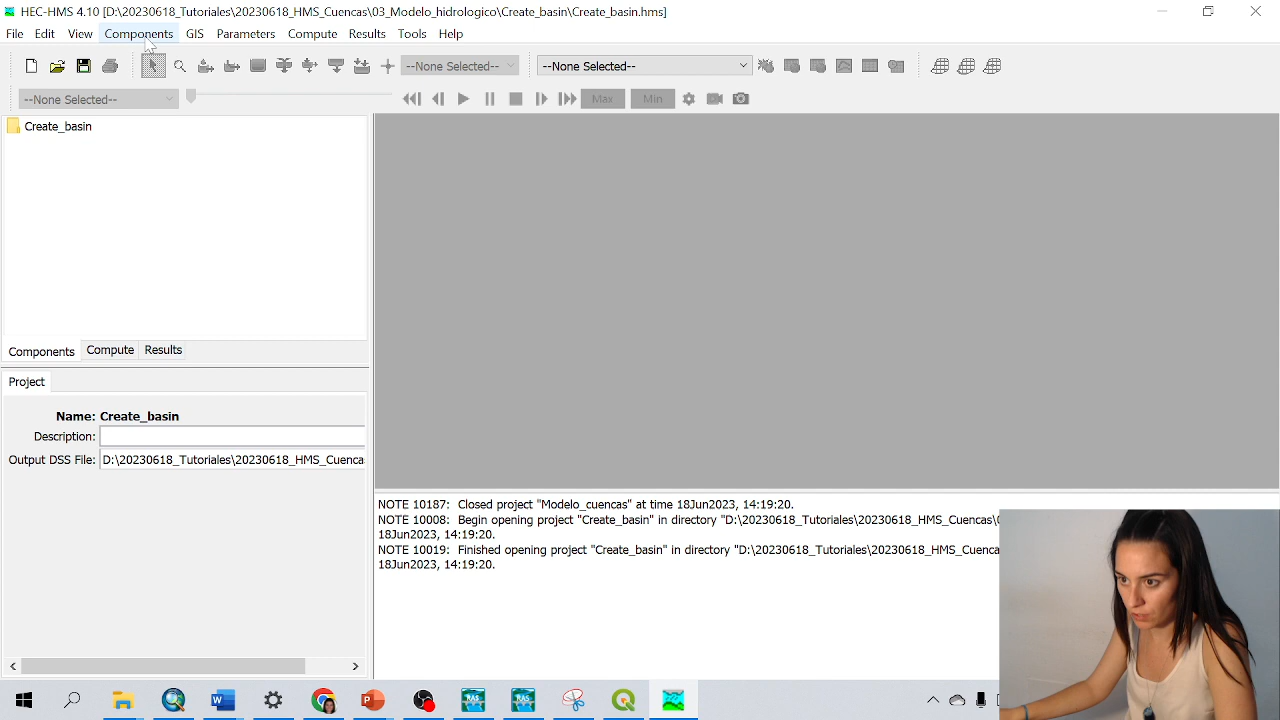 HEC-HMS 4.10 [D:\20230618_Tutoriales\20230618_HMS_Cuencas\03_Modelo_hidrologico\Create_basin\Create_basin.hms]
File Edit View Components GIS Parameters Compute Results Tools Help
--None Selected-- --None Selected--
--None Selected-- Max Min
Create_basin
Components Compute Results
Project
Name: Create_basin
Description:
Output DSS File: D:\20230618_Tutoriales\20230618_HMS_Cuenca
NOTE 10187: Closed project "Modelo_cuencas" at time 18Jun2023, 14:19:20.
NOTE 10008: Begin opening project "Create_basin" in directory "D:\20230618_Tutoriales\20230618_HMS_Cuencas\
18Jun2023, 14:19:20.
NOTE 10019: Finished opening project "Create_basin" in directory "D:\20230618_Tutoriales\20230618_HMS_Cuenca
18Jun2023, 14:19:20.
RAS RAS